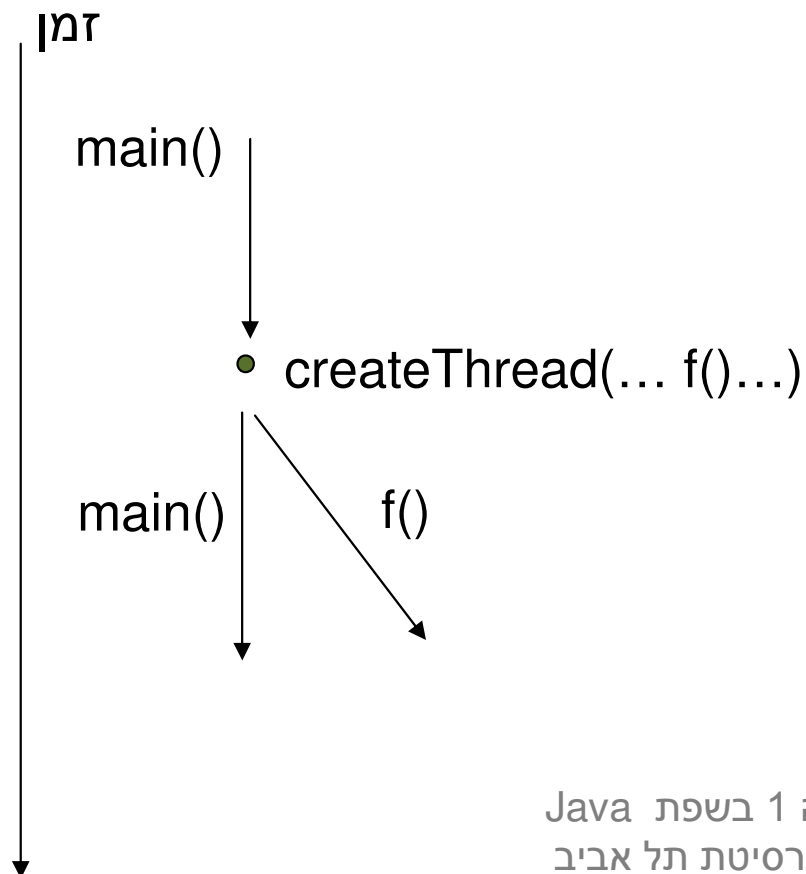 זמן
main()
createThread(… f()…)
main()
f()
1 בשפת Java
תל אביב